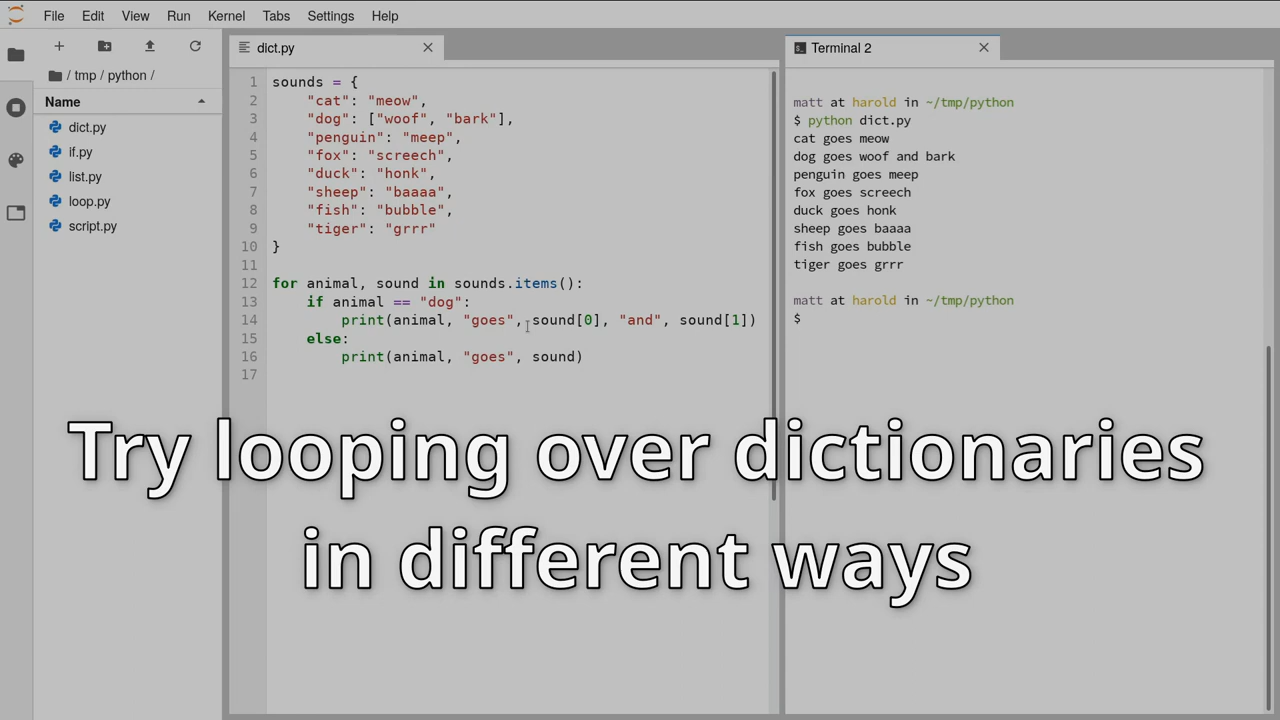 File Edit View Run Kernel Tabs Settings Help
/ tmp / python /
Name
dict.py
if.py
list.py
loop.py
script.py
dict.py
1 sounds = {
2     "cat": "meow",
3     "dog": ["woof", "bark"],
4     "penguin": "meep",
5     "fox": "screech",
6     "duck": "honk",
7     "sheep": "baaaa",
8     "fish": "bubble",
9     "tiger": "grrr"
10 }
11
12 for animal, sound in sounds.items():
13     if animal == "dog":
14         print(animal, "goes", sound[0], "and", sound[1])
15     else:
16         print(animal, "goes", sound)
17
Terminal 2
matt at harold in ~/tmp/python
$ python dict.py
cat goes meow
dog goes woof and bark
penguin goes meep
fox goes screech
duck goes honk
sheep goes baaaa
fish goes bubble
tiger goes grrr
matt at harold in ~/tmp/python
$
Try looping over dictionaries
in different ways